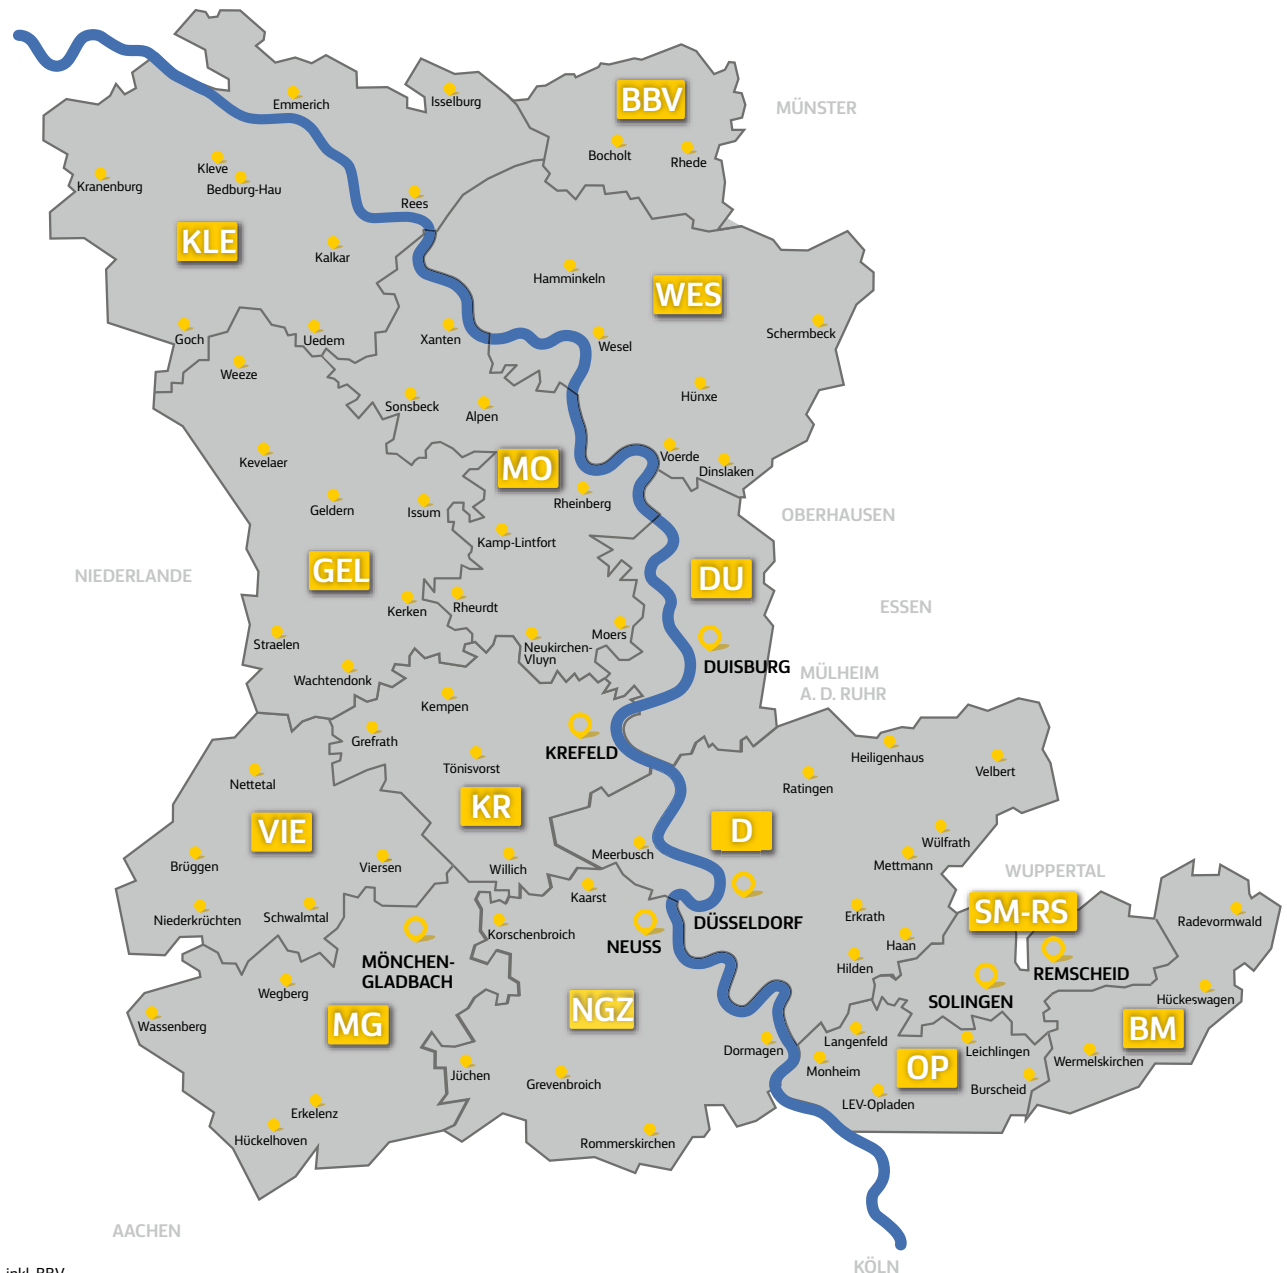 BBV
MÜNSTER
Emmerich
Isselburg
Bocholt
Rhede
Kleve
Kranenburg
Bedburg-Hau
Rees
KLE
Kalkar
Hamminkeln
WES
Goch
Uedem
Xanten
Wesel
Schermbeck
Weeze
Sonsbeck
Alpen
Hünxe
Kevelaer
MO
Voerde
Dinslaken
Geldern
Issum
Rheinberg
OBERHAUSEN
Kamp-Lintfort
NIEDERLANDE
GEL
DU
ESSEN
Kerken
Rheurdt
Straelen
Neukirchen-
Vluyn
Moers
DUISBURG
MÜLHEIM
A. D. RUHR
Wachtendonk
Kempen
Grefrath
KREFELD
Heiligenhaus
Velbert
Nettetal
Tönisvorst
Ratingen
KR
VIE
D
Wülfrath
Brüggen
Viersen
Willich
Meerbusch
Mettmann
WUPPERTAL
Kaarst
Niederkrüchten
Schwalmtal
Korschenbroich
NEUSS
DÜSSELDORF
Erkrath
SM-RS
Radevormwald
Haan
MÖNCHEN-
GLADBACH
Hilden
REMSCHEID
Wegberg
SOLINGEN
Hückeswagen
Wassenberg
MG
NGZ
BM
Dormagen
Langenfeld
Leichlingen
Monheim
OP
Wermelskirchen
Jüchen
Grevenbroich
Burscheid
LEV-Opladen
Erkelenz
Hückelhoven
Rommerskirchen
AACHEN
KÖLN